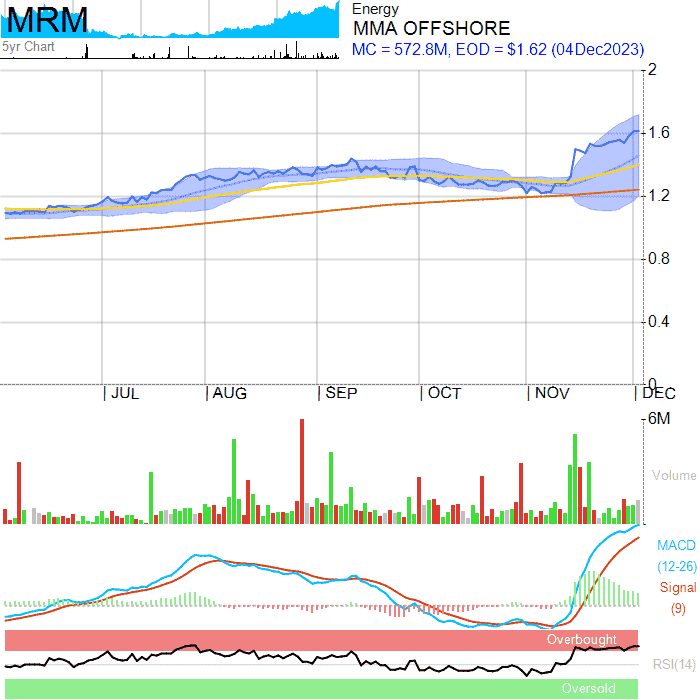 MRM
5yr Chart
Energy
MMA OFFSHORE
MC = 572.8M, EOD = $1.62 (04Dec2023)
2
1.6
1.2
0.8
0.4
0
JUL AUG SEP OCT NOV DEC
6M
Volume
MACD
(12-26)
Signal
(9)
Overbought
RSI(14)
Oversold